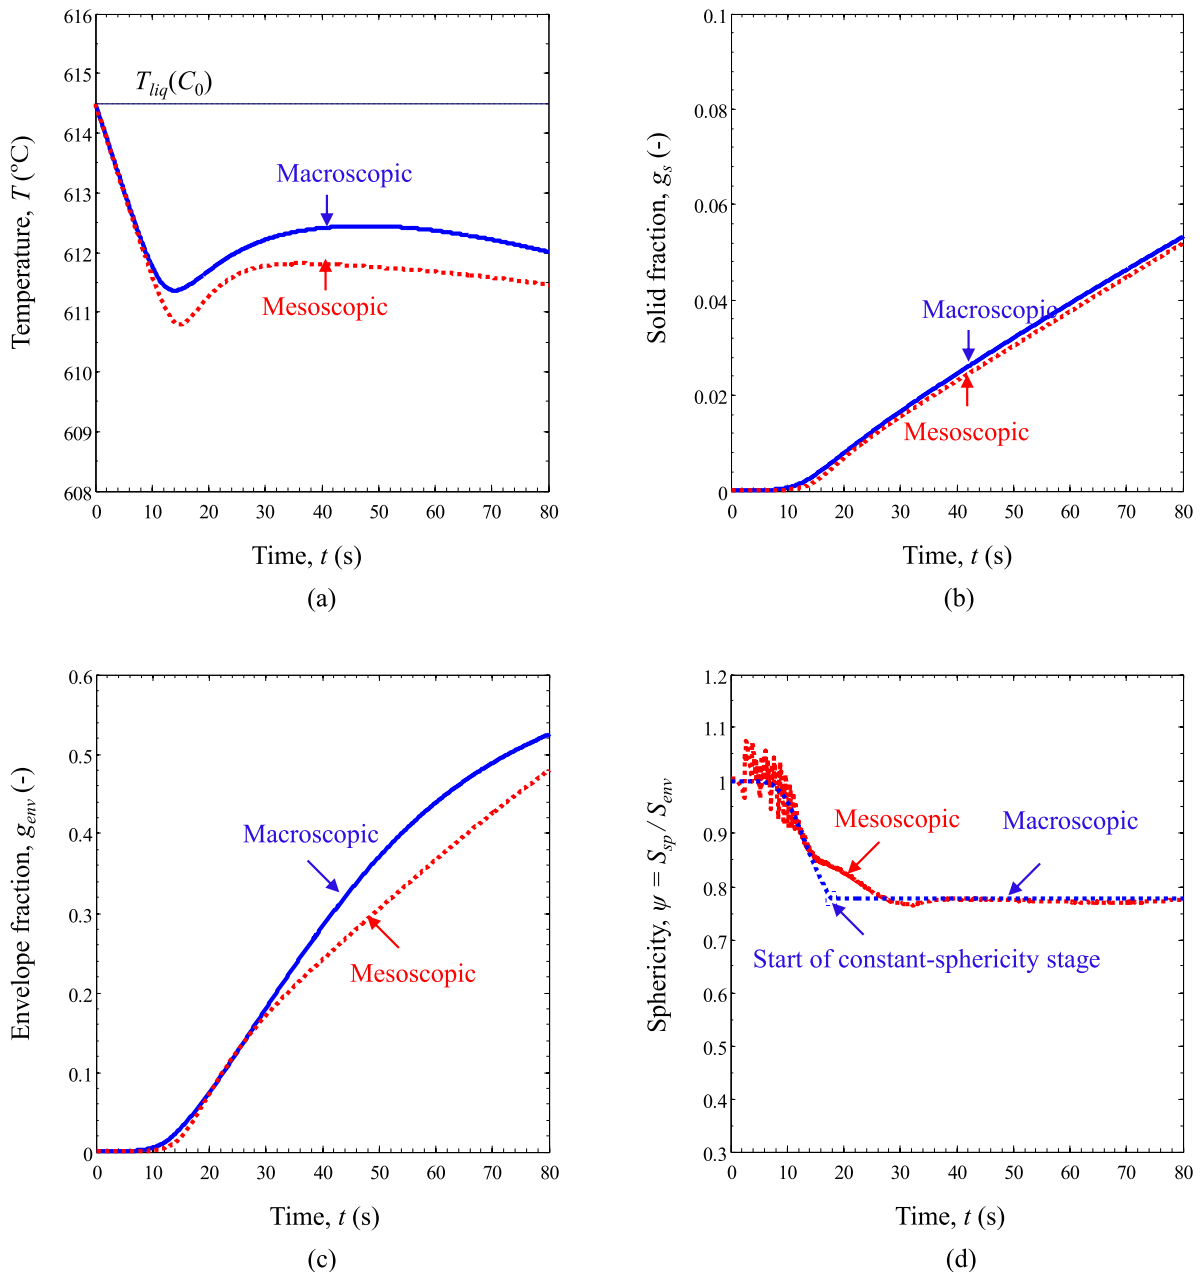 616
615
614
613
612
611
610
609
608
T_liq(C_0)
Macroscopic
Mesoscopic
Temperature, T (°C)
0 10 20 30 40 50 60 70 80
Time, t (s)
(a)
0.1
0.08
0.06
0.04
0.02
0
Macroscopic
Mesoscopic
Solid fraction, g_s (-)
0 10 20 30 40 50 60 70 80
Time, t (s)
(b)
0.6
0.5
0.4
0.3
0.2
0.1
0
Macroscopic
Mesoscopic
Envelope fraction, g_env (-)
0 10 20 30 40 50 60 70 80
Time, t (s)
(c)
1.2
1.1
1
0.9
0.8
0.7
0.6
0.5
0.4
0.3
Mesoscopic
Macroscopic
Start of constant-sphericity stage
Sphericity, ψ = S_sp / S_env
0 10 20 30 40 50 60 70 80
Time, t (s)
(d)